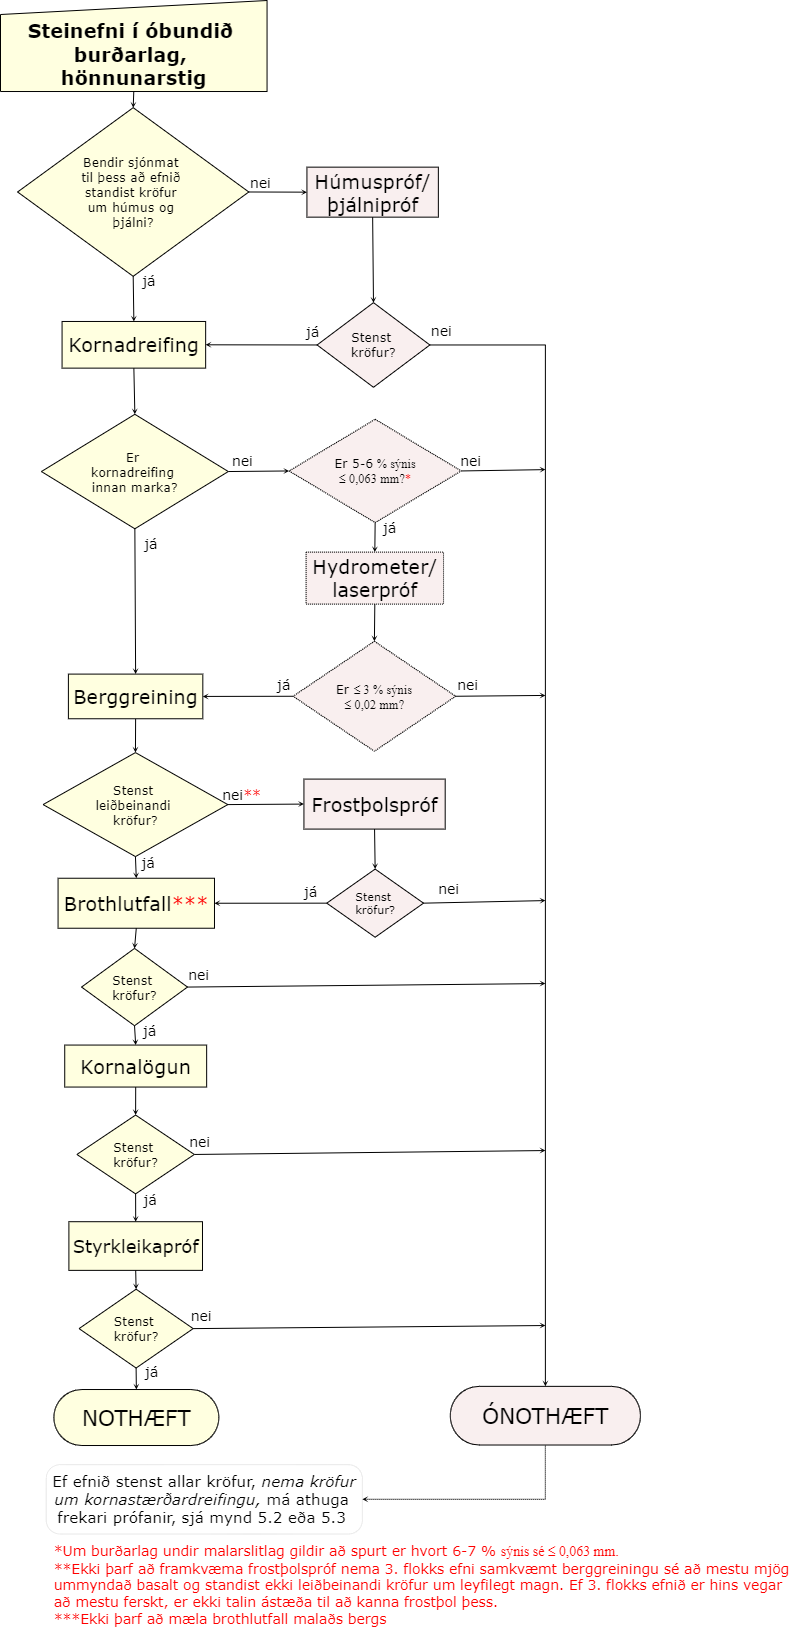 Steinefni í óbundið
burðarlag,
hönnunarstig
Bendir sjónmat
til þess að efnið
standist kröfur
um húmus og
þjálni?
nei
Húmuspróf/
þjálnipróf
já
Stenst
kröfur?
já
nei
Kornadreifing
Er
kornadreifing
innan marka?
nei
Er 5-6 % sýnis
≤ 0,063 mm?*
nei
já
já
Hydrometer/
laserpróf
Er ≤ 3 % sýnis
≤ 0,02 mm?
já
nei
Berggreining
Stenst
leiðbeinandi
kröfur?
nei**
Frostþolspróf
já
Stenst
kröfur?
já
nei
Brothlutfall***
Stenst
kröfur?
nei
já
Kornalögun
Stenst
kröfur?
nei
já
Styrkleikapróf
Stenst
kröfur?
nei
já
NOTHÆFT
ÓNOTHÆFT
Ef efnið stenst allar kröfur, nema kröfur
um kornastærðardreifingu, má athuga
frekari prófanir, sjá mynd 5.2 eða 5.3
*Um burðarlag undir malarslitlag gildir að spurt er hvort 6-7 % sýnis sé ≤ 0,063 mm.
**Ekki þarf að framkvæma frostþolspróf nema 3. flokks efni samkvæmt berggreiningu sé að mestu mjög
ummyndað basalt og standist ekki leiðbeinandi kröfur um leyfilegt magn. Ef 3. flokks efnið er hins vegar
að mestu ferskt, er ekki talin ástæða til að kanna frostþol þess.
***Ekki þarf að mæla brothlutfall malaðs bergs